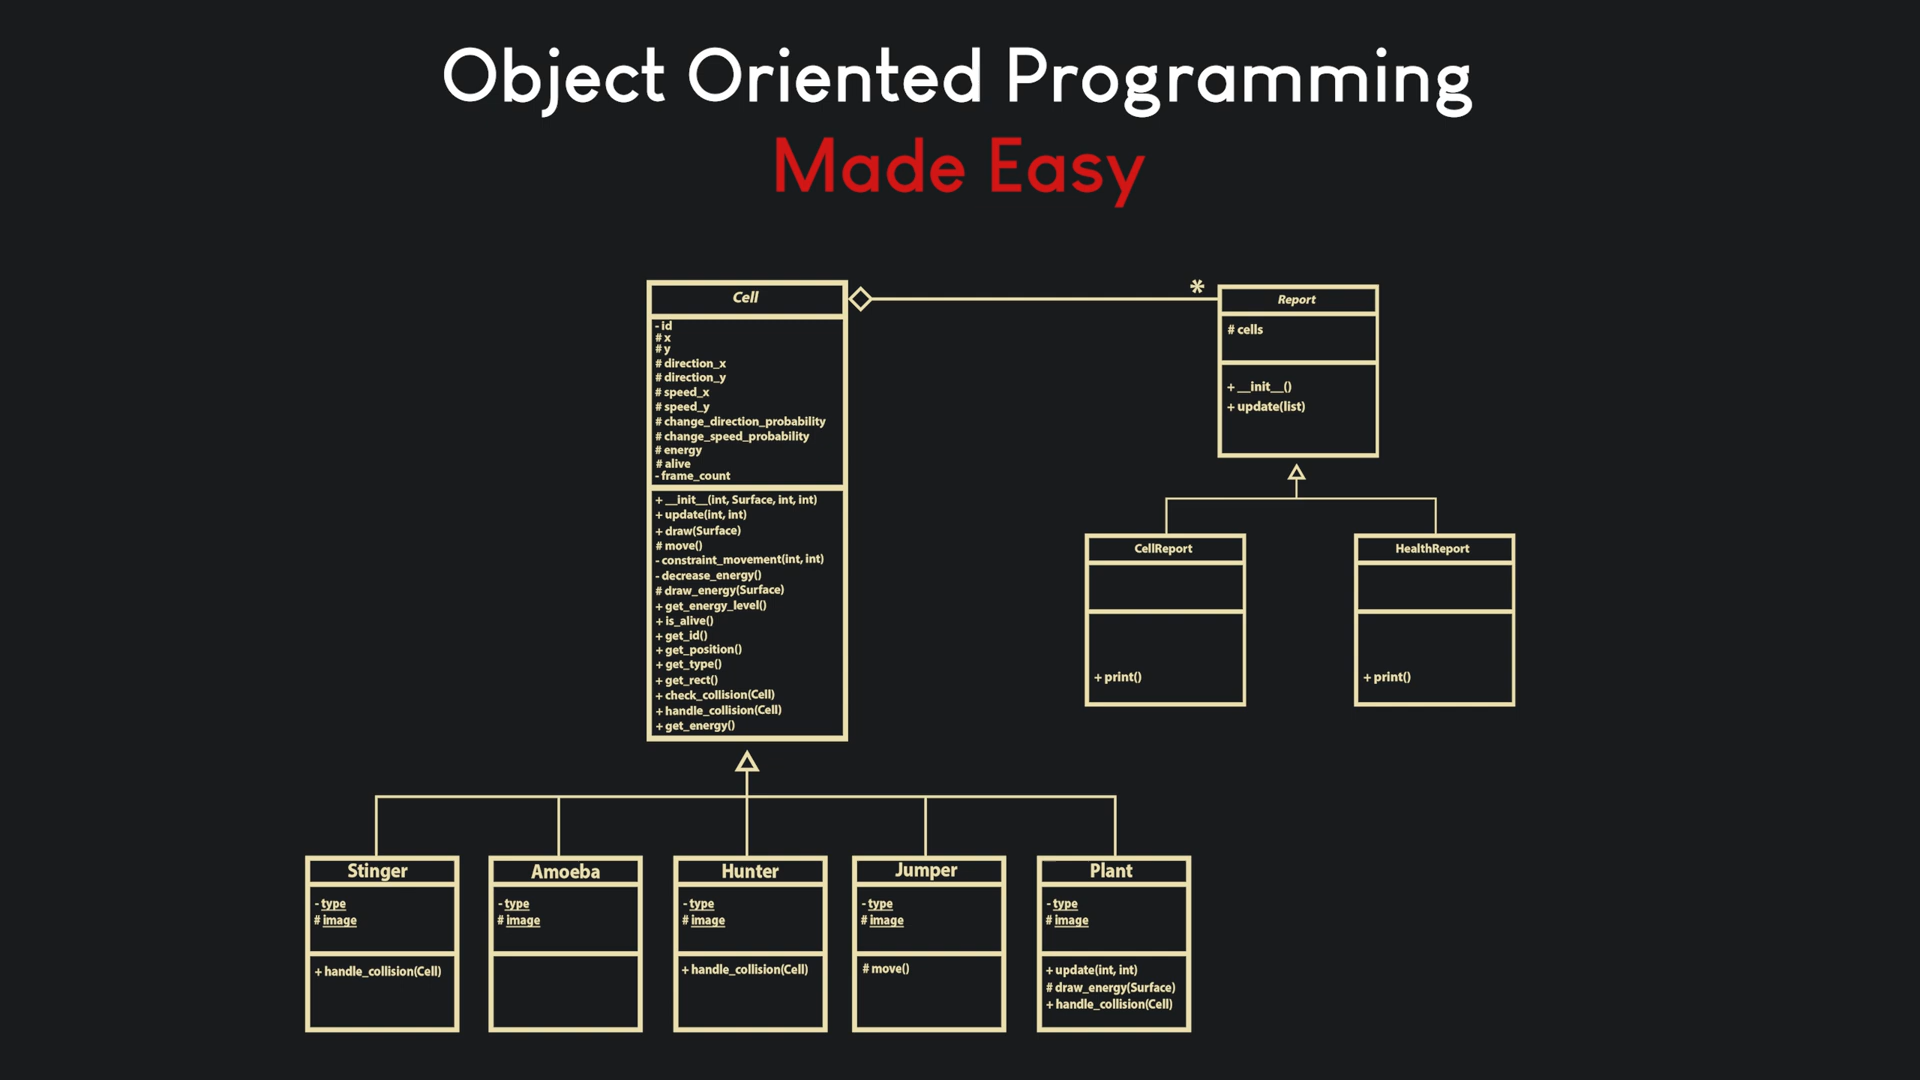 Object Oriented Programming
Made Easy
Cell
- id
# x
# y
# direction_x
# direction_y
# speed_x
# speed_y
# change_direction_probability
# change_speed_probability
# energy
# alive
- frame_count
+ __init__(int, Surface, int, int)
+ update(int, int)
+ draw(Surface)
# move()
- constraint_movement(int, int)
- decrease_energy()
# draw_energy(Surface)
+ get_energy_level()
+ is_alive()
+ get_id()
+ get_position()
+ get_type()
+ get_rect()
+ check_collision(Cell)
+ handle_collision(Cell)
+ get_energy()
*
Report
# cells
+ __init__()
+ update(list)
CellReport
+ print()
HealthReport
+ print()
Stinger
- type
# image
+ handle_collision(Cell)
Amoeba
- type
# image
Hunter
- type
# image
+ handle_collision(Cell)
Jumper
- type
# image
# move()
Plant
- type
# image
+ update(int, int)
# draw_energy(Surface)
+ handle_collision(Cell)